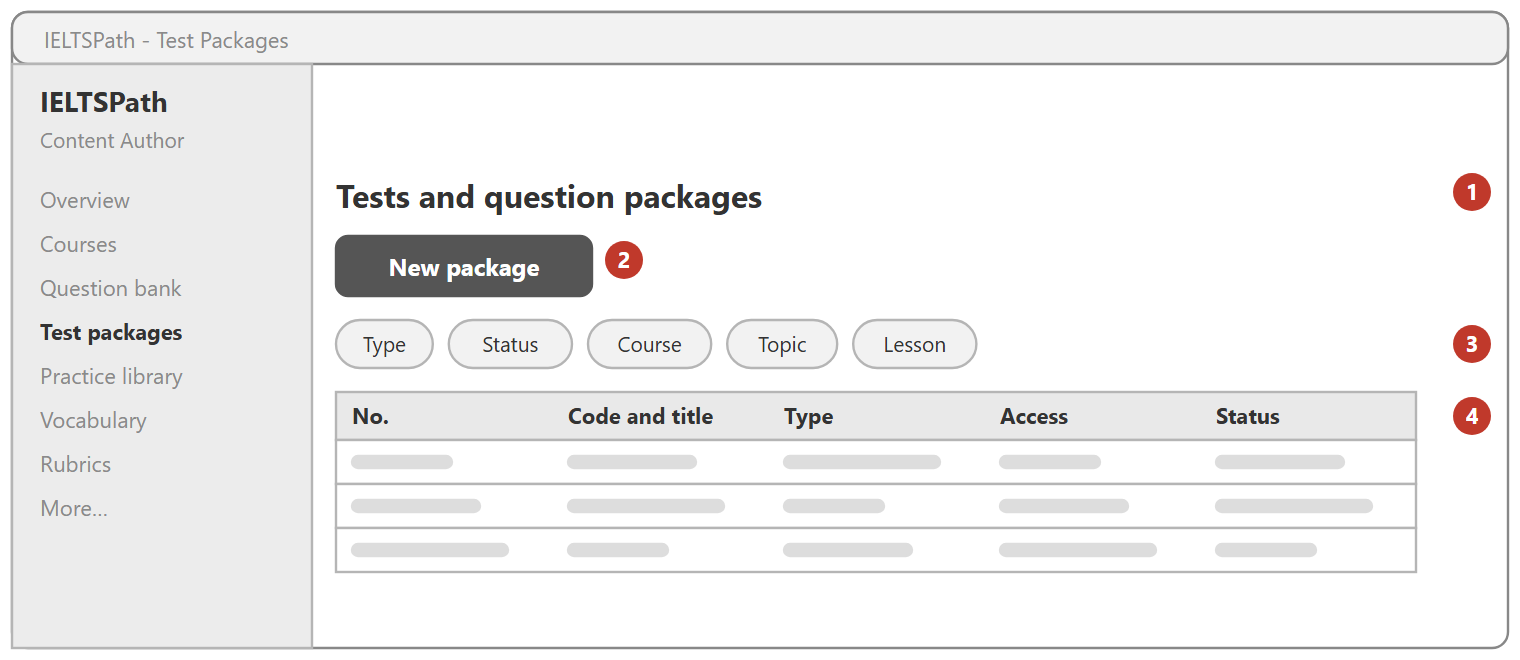 IELTSPath - Test Packages
IELTSPath
Content Author
Overview
Courses
Question bank
Test packages
Practice library
Vocabulary
Rubrics
More...
Tests and question packages
1
New package
2
Type Status Course Topic Lesson
3
No. Code and title Type Access Status
4